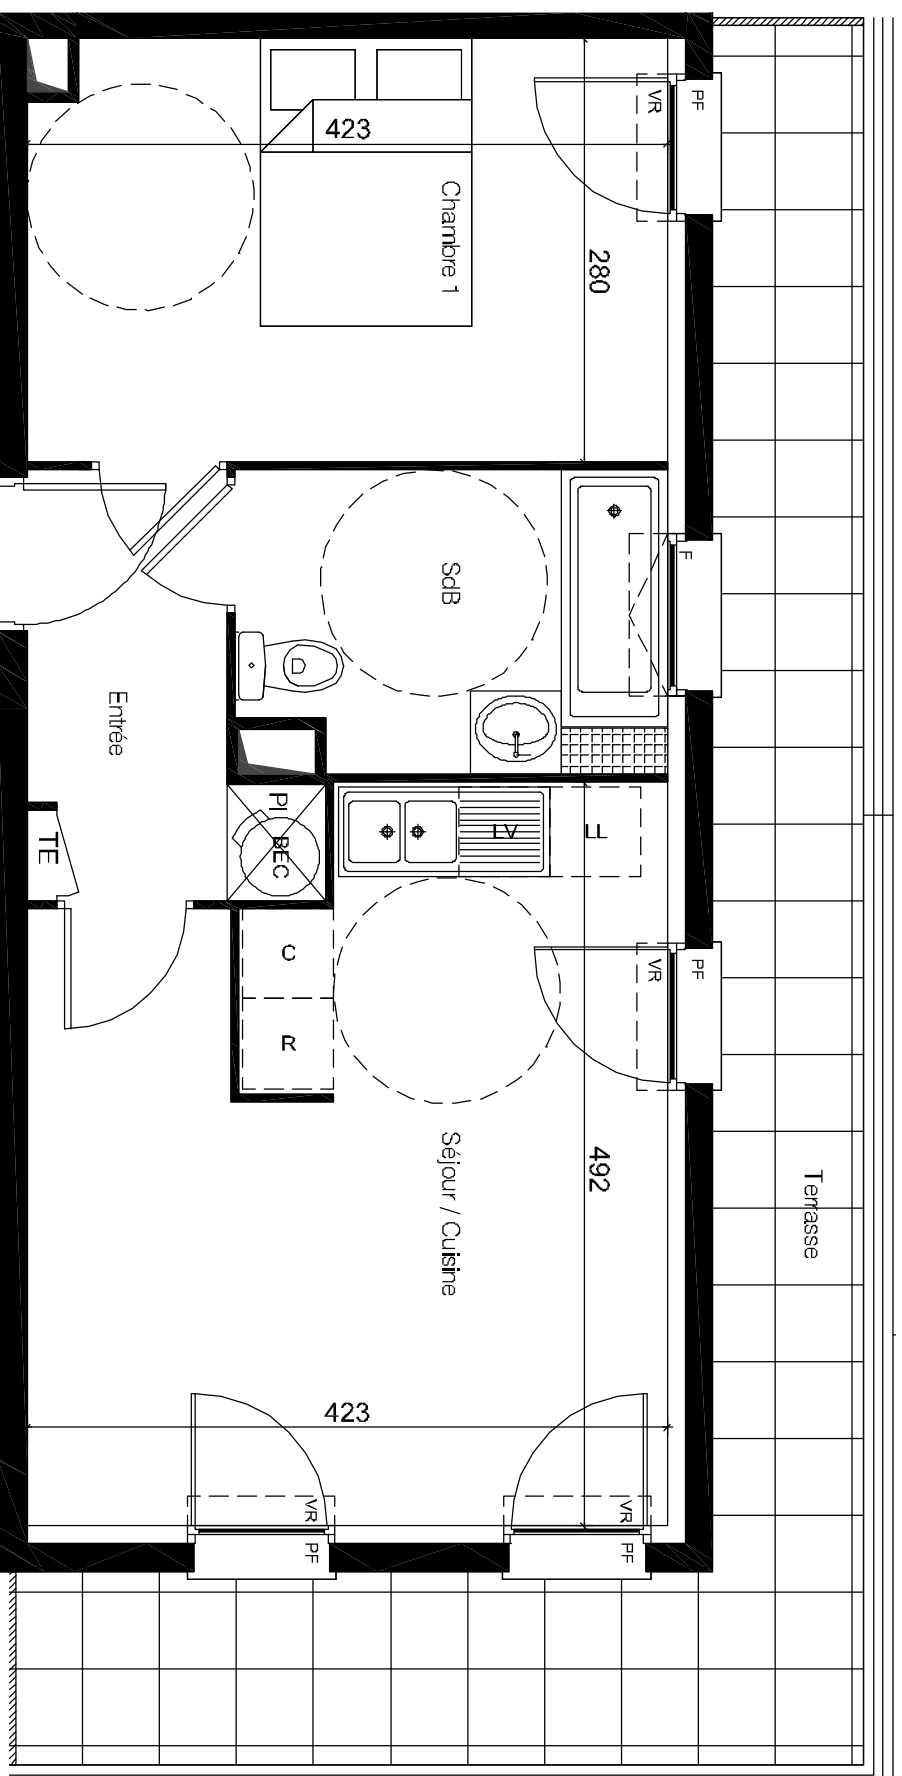 VR
PF
423
Chambre 1
280
F
SdB
Entrée
PI
BEC
TE
LV
LL
C
R
VR
PF
Séjour / Cuisine
492
Terrasse
423
VR
PF
VR
PF